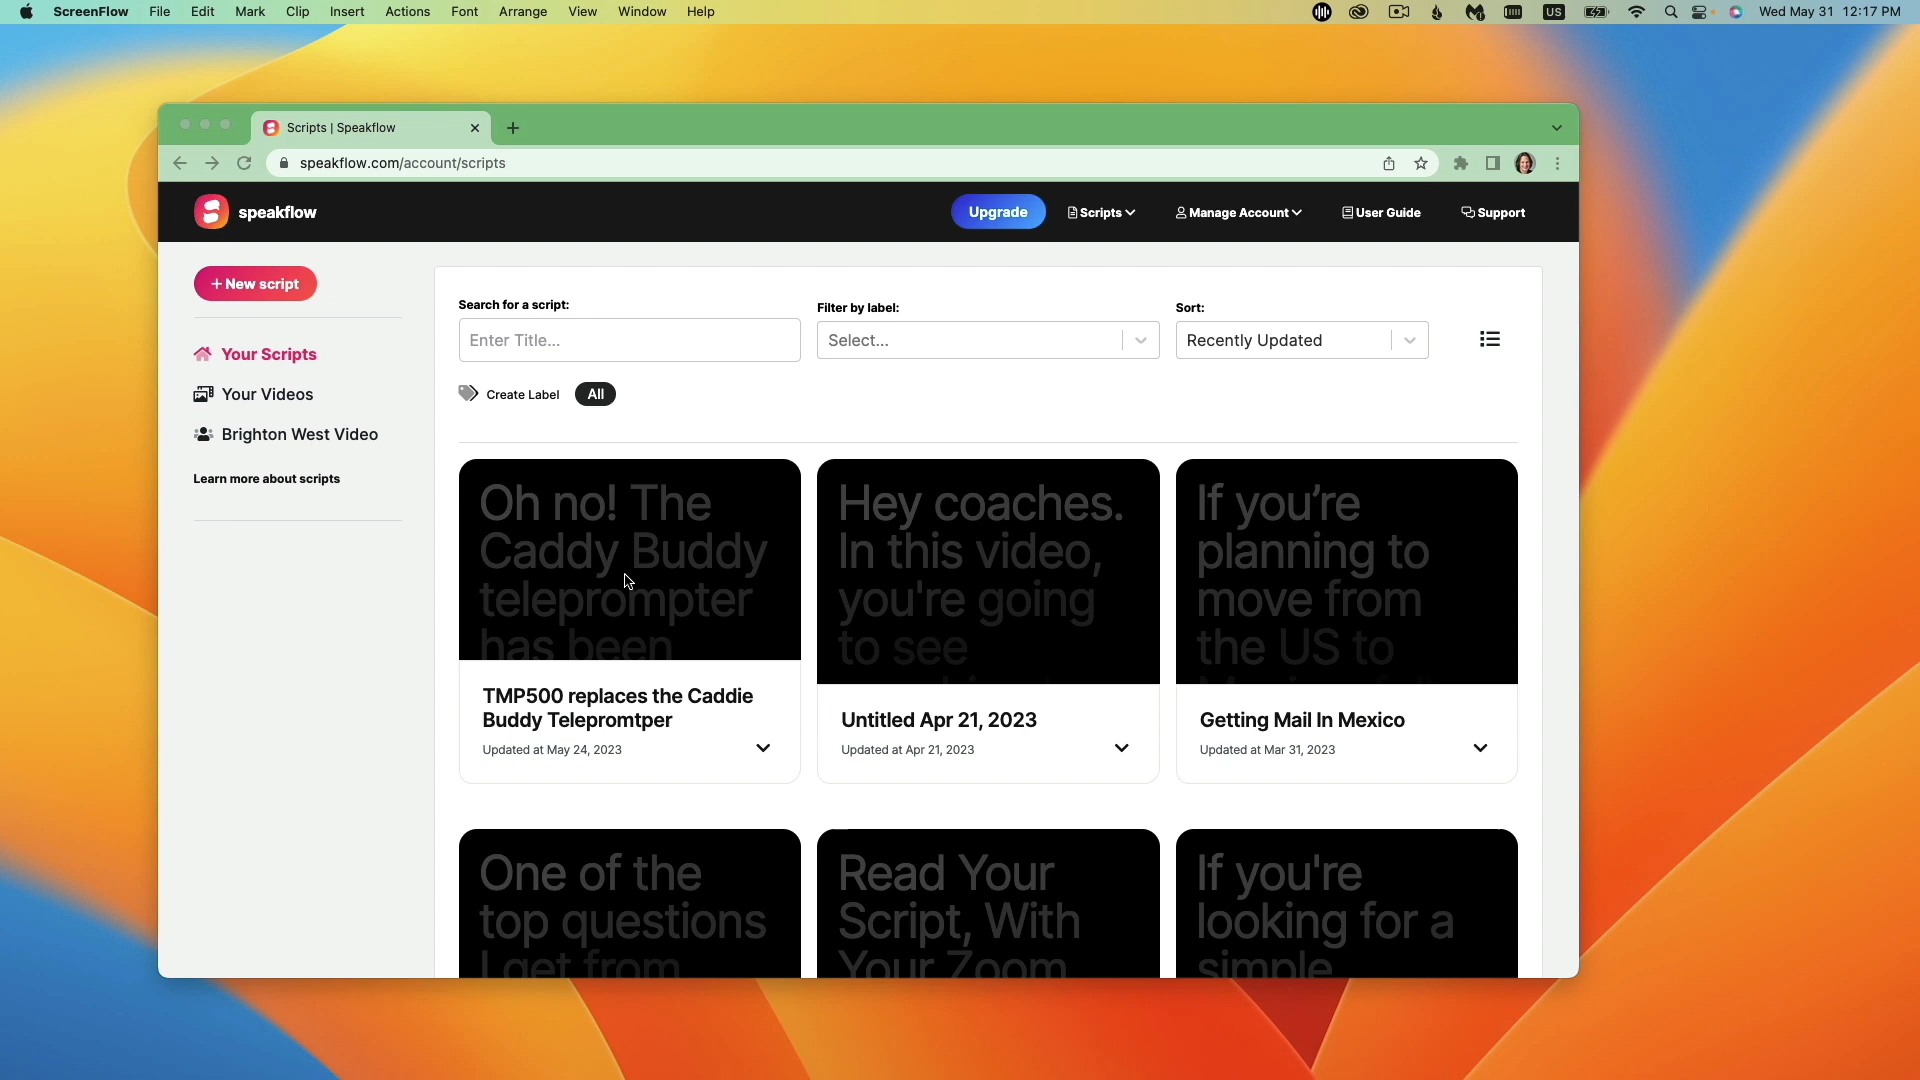 ScreenFlow File Edit Mark Clip Insert Actions Font Arrange View Window Help US Wed May 31 12:17 PM
Scripts | Speakflow
speakflow.com/account/scripts
speakflow Upgrade Scripts Manage Account User Guide Support
+ New script
Your Scripts
Your Videos
Brighton West Video
Learn more about scripts
Search for a script: Filter by label: Sort:
Enter Title... Select... Recently Updated
Create Label All
Oh no! The
Caddy Buddy
teleprompter
has been
TMP500 replaces the Caddie
Buddy Telepromtper
Updated at May 24, 2023
Hey coaches.
In this video,
you're going
to see
Untitled Apr 21, 2023
Updated at Apr 21, 2023
If you’re
planning to
move from
the US to
Getting Mail In Mexico
Updated at Mar 31, 2023
One of the
top questions
I get from
Read Your
Script, With
Your Zoom
If you're
looking for a
simple